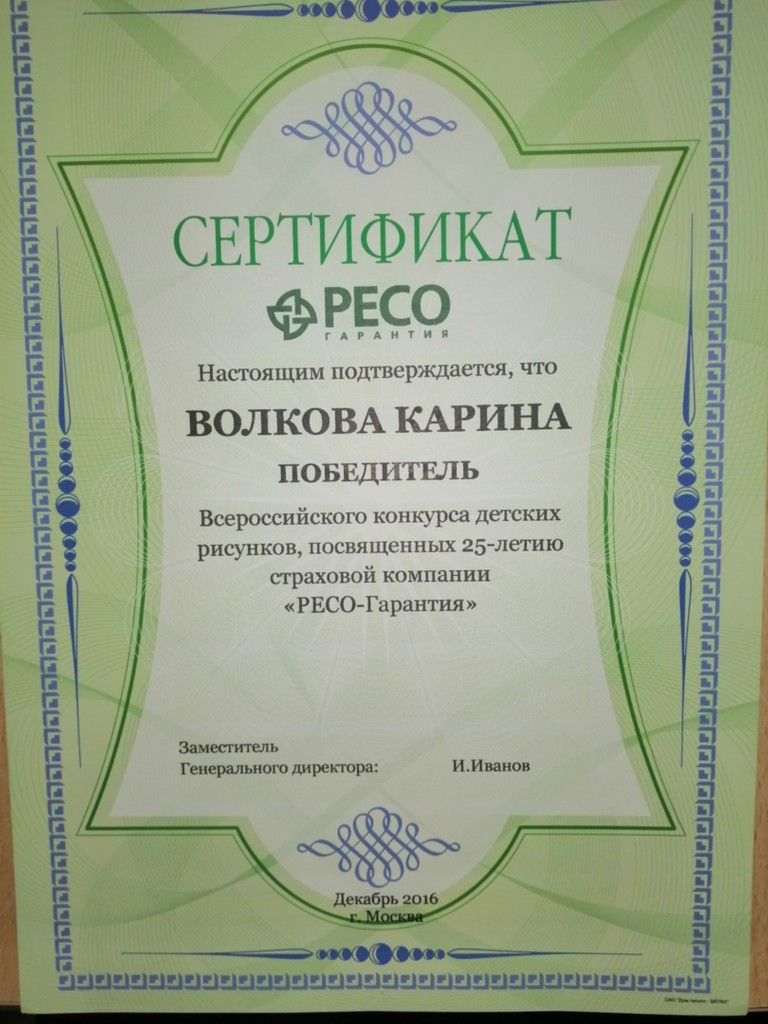 СЕРТИФИКАТ
РЕСО
ГАРАНТИЯ
Настоящим подтверждается, что
ВОЛКОВА КАРИНА
ПОБЕДИТЕЛЬ
Всероссийского конкурса детских
рисунков, посвященных 25-летию
страховой компании
«РЕСО-Гарантия»
Заместитель
Генерального директора: И.Иванов
Декабрь 2016
г. Москва